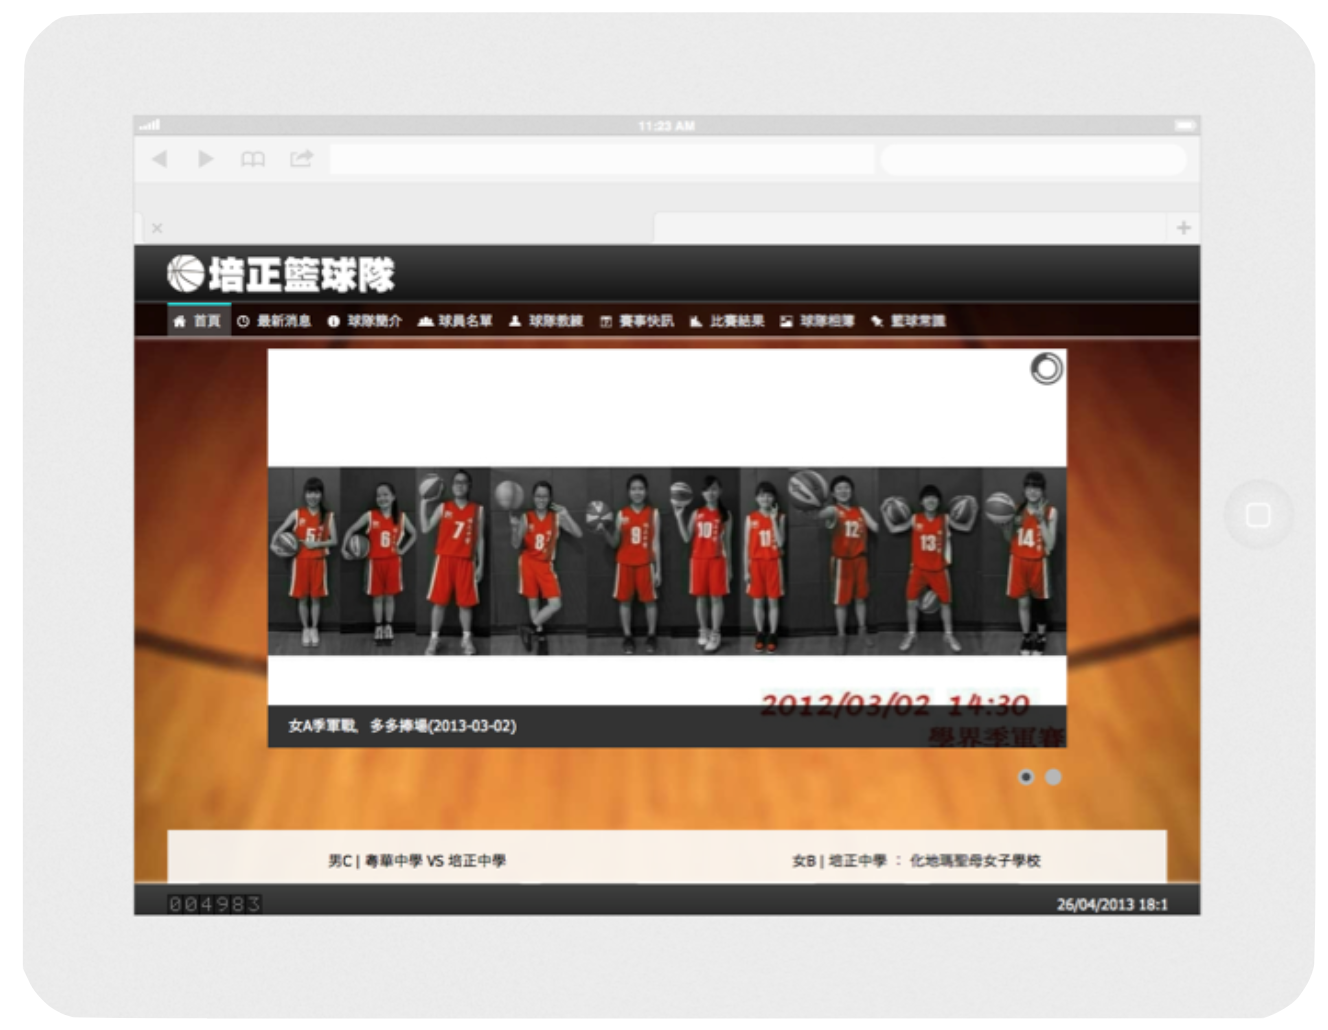 11:23 AM
培正籃球隊
首頁 最新消息 球隊簡介 球員名單 球隊教練 賽事快訊 比賽結果 球隊相簿 籃球常識
5 6 7 8 9 10 11 12 13 14
2012/03/02 14:30
女A季軍戰，多多捧場(2013-03-02)
學界季軍賽
男C | 粵華中學 VS 培正中學 女B | 培正中學 ： 化地瑪聖母女子學校
004983 26/04/2013 18:1